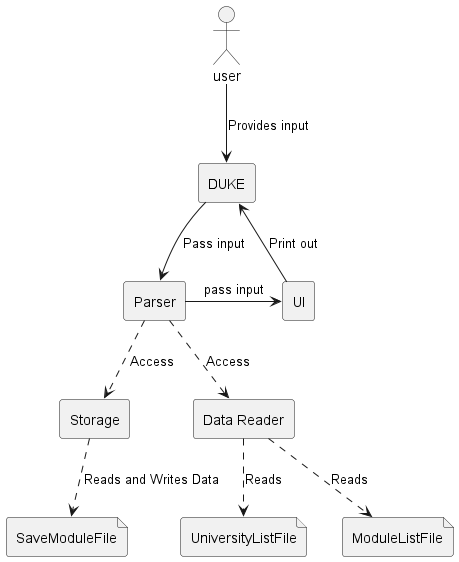 user
Provides input
DUKE
Pass input
Print out
Parser
pass input
UI
Access
Access
Storage
Data Reader
Reads and Writes Data
Reads
Reads
SaveModuleFile
UniversityListFile
ModuleListFile